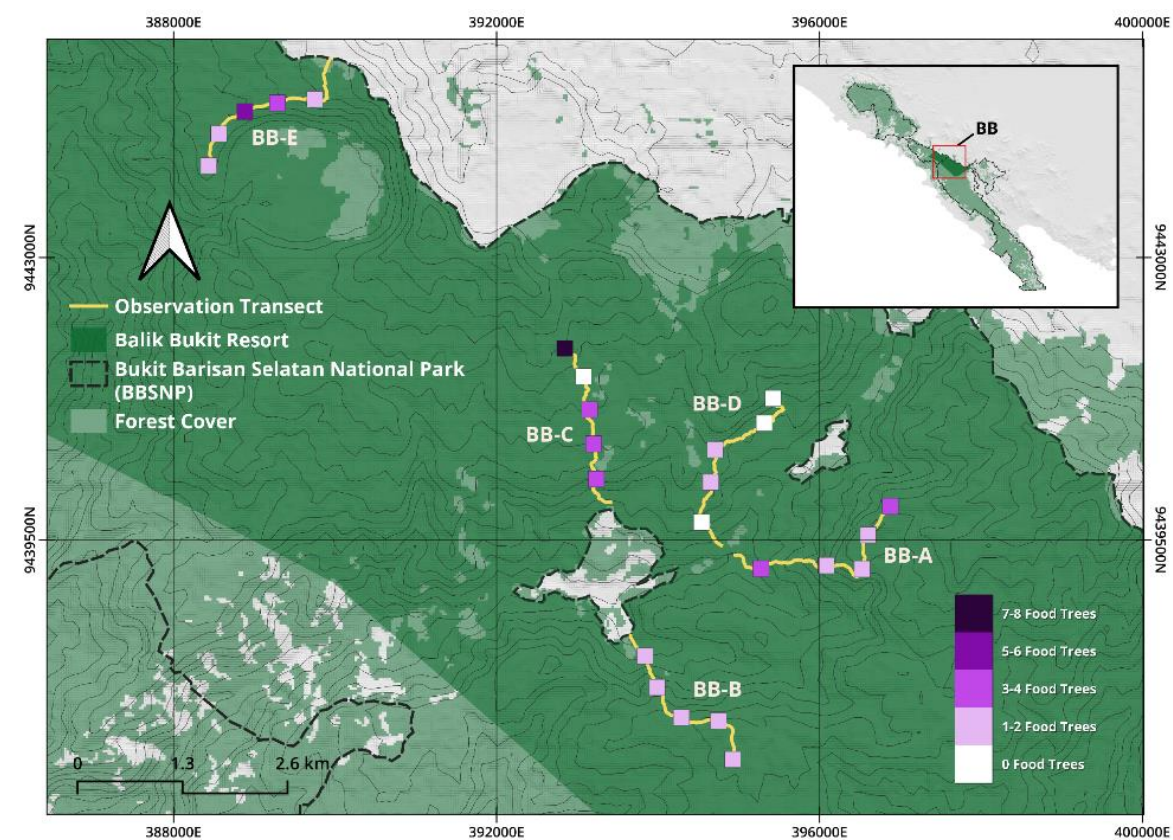 388000E
392000E
396000E
400000E
BB
BB-E
9443000N
9443000N
Observation Transect
Balik Bukit Resort
Bukit Barisan Selatan National Park
(BBSNP)
Forest Cover
BB-D
BB-C
9439500N
9439500N
BB-A
7-8 Food Trees
5-6 Food Trees
3-4 Food Trees
1-2 Food Trees
0 Food Trees
BB-B
0
1.3
2.6 km
388000E
392000E
396000E
400000E